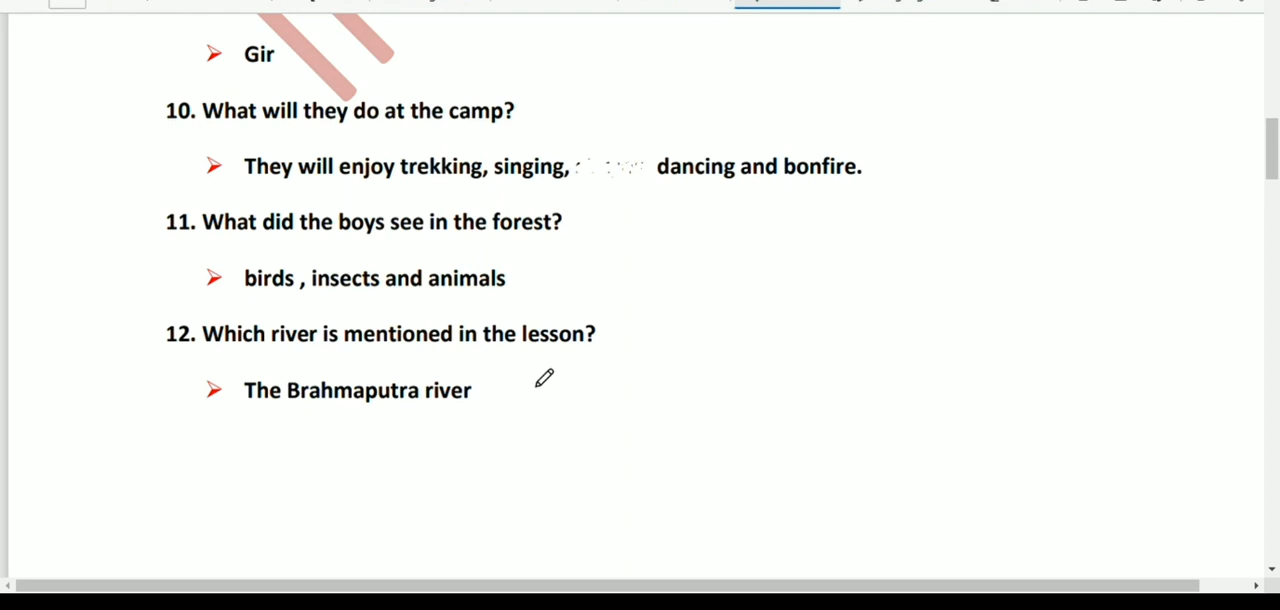 ➢ Gir
10. What will they do at the camp?
➢ They will enjoy trekking, singing, dancing and bonfire.
11. What did the boys see in the forest?
➢ birds , insects and animals
12. Which river is mentioned in the lesson?
➢ The Brahmaputra river